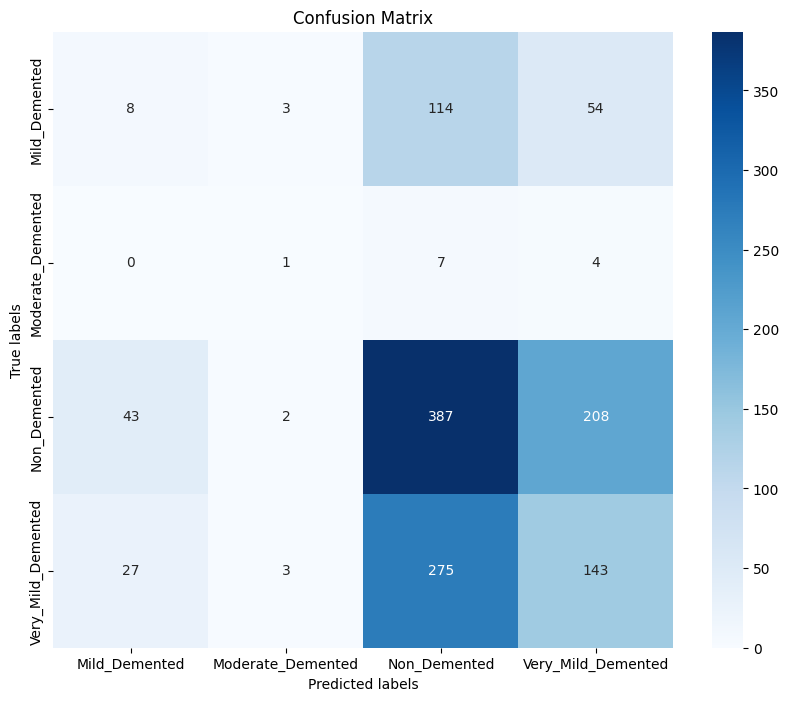 Confusion Matrix
Mild_Demented
8 3 114 54
Moderate_Demented
0 1 7 4
Non_Demented
43 2 387 208
Very_Mild_Demented
27 3 275 143
True labels
Mild_Demented Moderate_Demented Non_Demented Very_Mild_Demented
Predicted labels
350
300
250
200
150
100
50
0